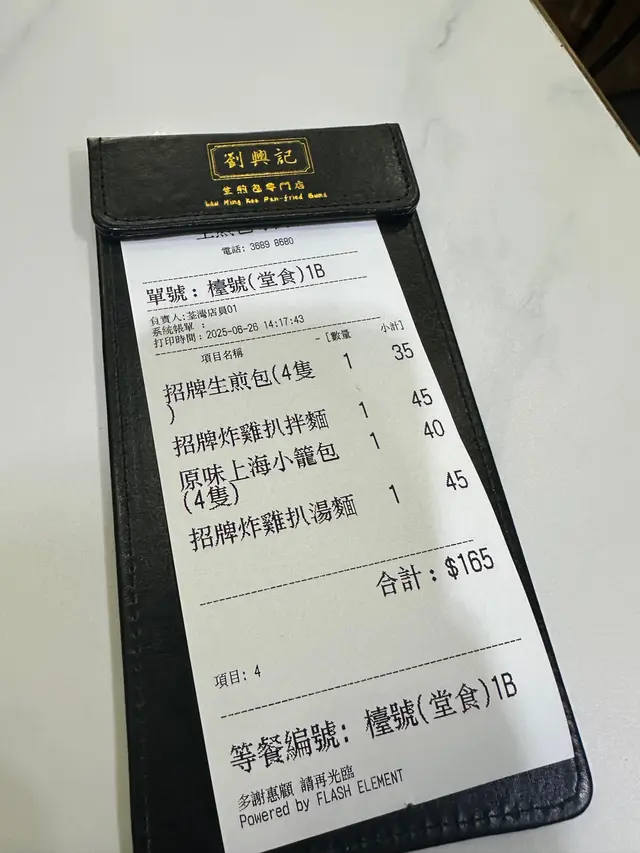 劉興記
生煎包專門店
Lau Hing Kee Pan-fried Buns
電話: 3689 8680
單號: 檯號(堂食)1B
負責人:荃灣店員01
系統帳單 :
打印時間: 2025-06-26 14:17:43
項目名稱 - [數量 小計]
招牌生煎包(4隻 1 35
)
招牌炸雞扒拌麵 1 45
原味上海小籠包 1 40
(4隻)
招牌炸雞扒湯麵 1 45
合計: $165
項目: 4
等餐編號: 檯號(堂食)1B
多謝惠顧 請再光臨
Powered by FLASH ELEMENT